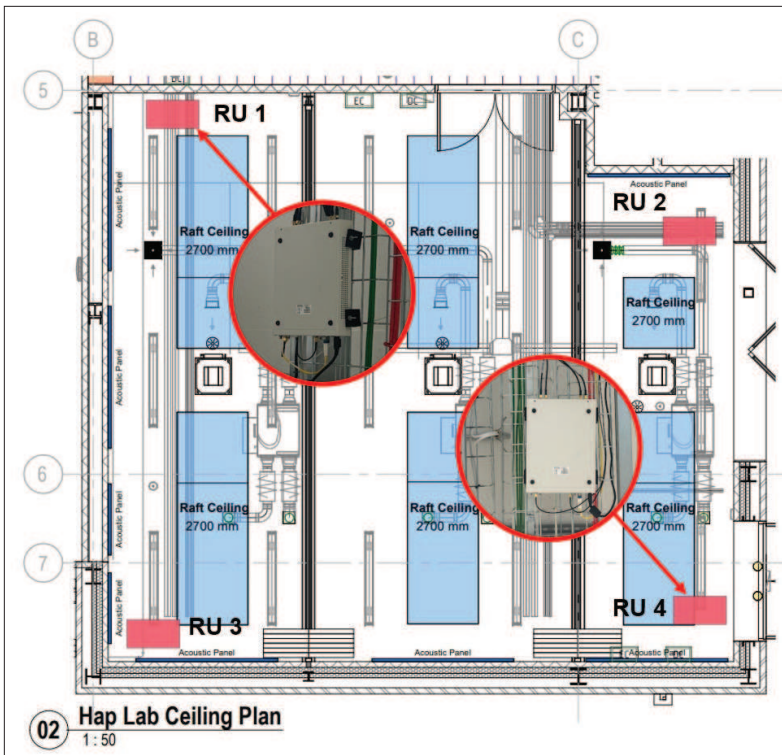 B
C
5
DC
EC
DC
RU 1
Acoustic Panel
Acoustic Panel
RU 2
Raft Ceiling
2700 mm
Raft Ceiling
2700 mm
Raft Ceiling
2700 mm
Acoustic Panel
6
Acoustic Panel
Raft Ceiling
2700 mm
Raft Ceiling
2700 mm
Raft Ceiling
2700 mm
7
Acoustic Panel
RU 3
RU 4
Acoustic Panel
Acoustic Panel
Acoustic Panel
02
Hap Lab Ceiling Plan
1 : 50